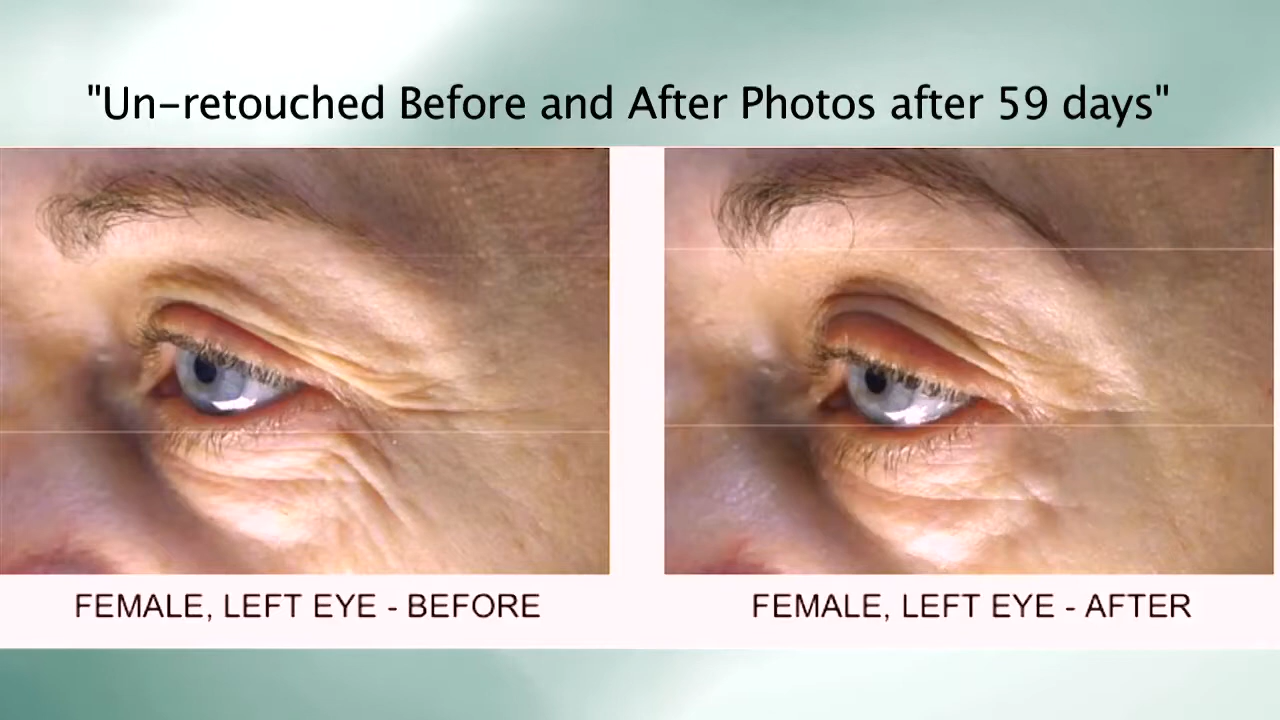 "Un-retouched Before and After Photos after 59 days"
FEMALE, LEFT EYE - BEFORE
FEMALE, LEFT EYE - AFTER